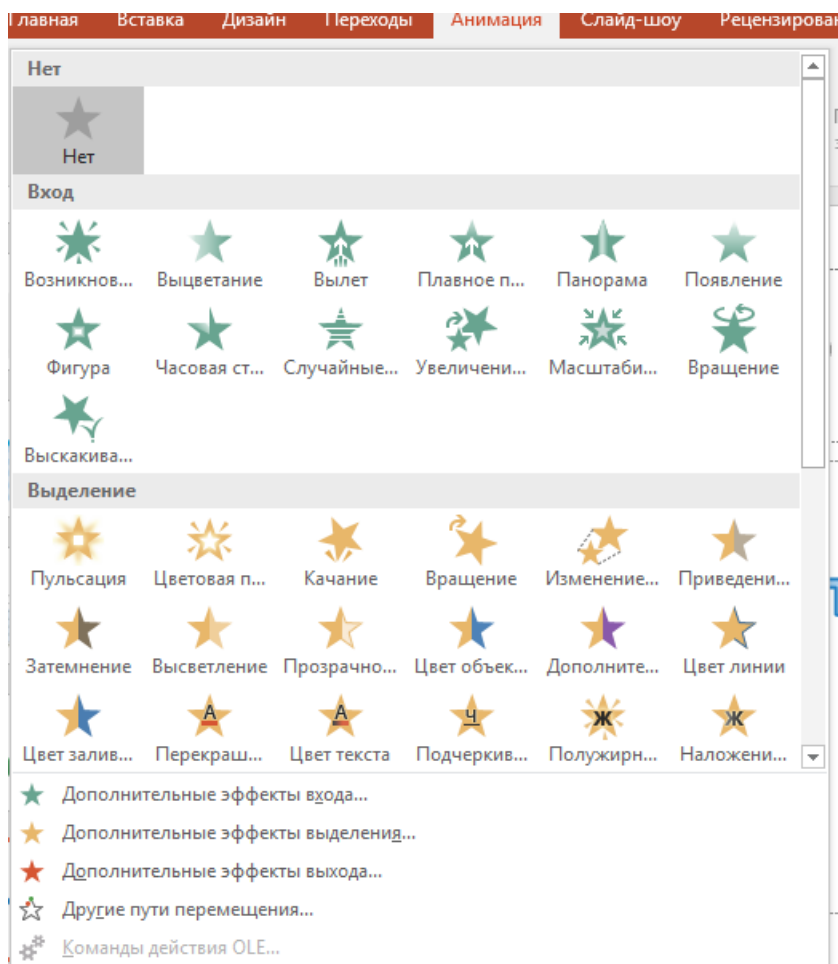 Главная Вставка Дизайн Переходы Анимация Слайд-шоу
Нет
Нет
Вход
Возникнов... Выцветание Вылет Плавное п... Панорама Появление
Фигура Часовая ст... Случайные... Увеличени... Масштаби... Вращение
Выскакива...
Выделение
Пульсация Цветовая п... Качание Вращение Изменение... Приведени...
Затемнение Высветление Прозрачно... Цвет объек... Дополните... Цвет линии
Цвет залив... Перекраш... Цвет текста Подчеркив... Полужирн... Наложени...
Дополнительные эффекты входа...
Дополнительные эффекты выделения...
Дополнительные эффекты выхода...
Другие пути перемещения...
Команды действия OLE...